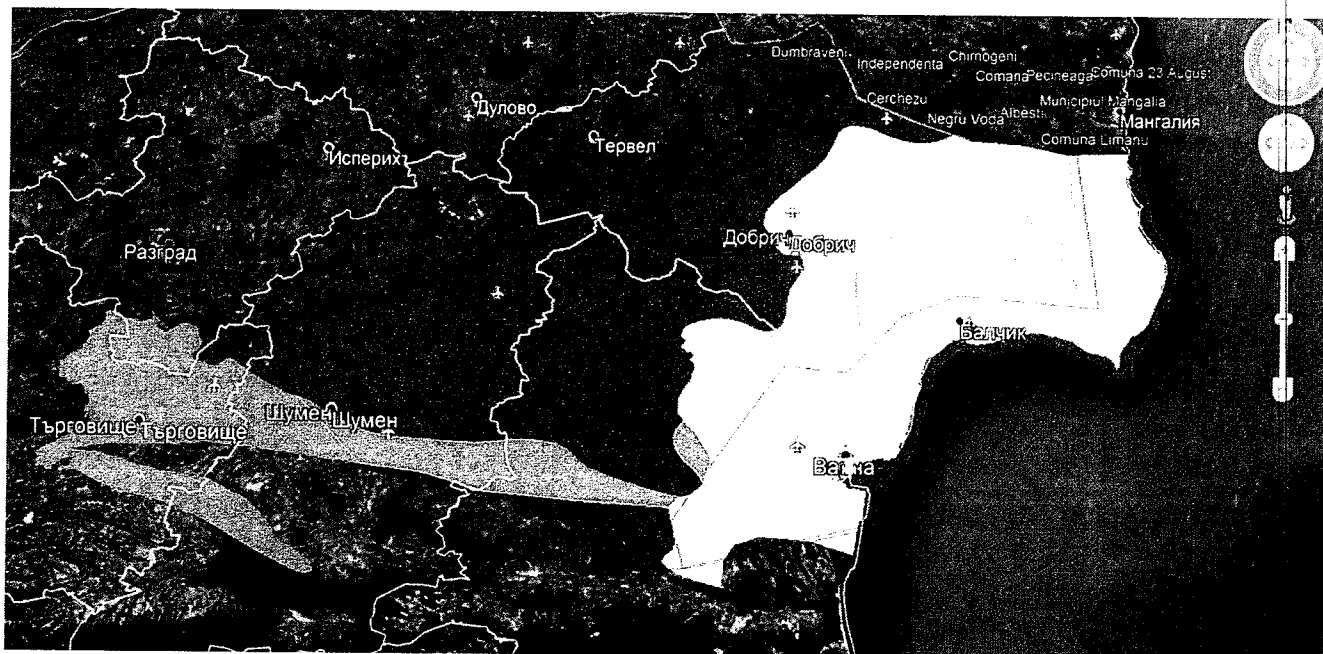 Dumbraveni
Independenta
Chirnogeni
Comana
Pecineaga
Comuna 23 August
Дулово
Cerchezu
Negru Voda
Albesti
Municipiul Mangalia
Мангалия
Тервел
Comuna Limanu
Исперих
Разград
Добрич
Добрич
Балчик
Търговище
Търговище
Шумен
Шумен
Варна